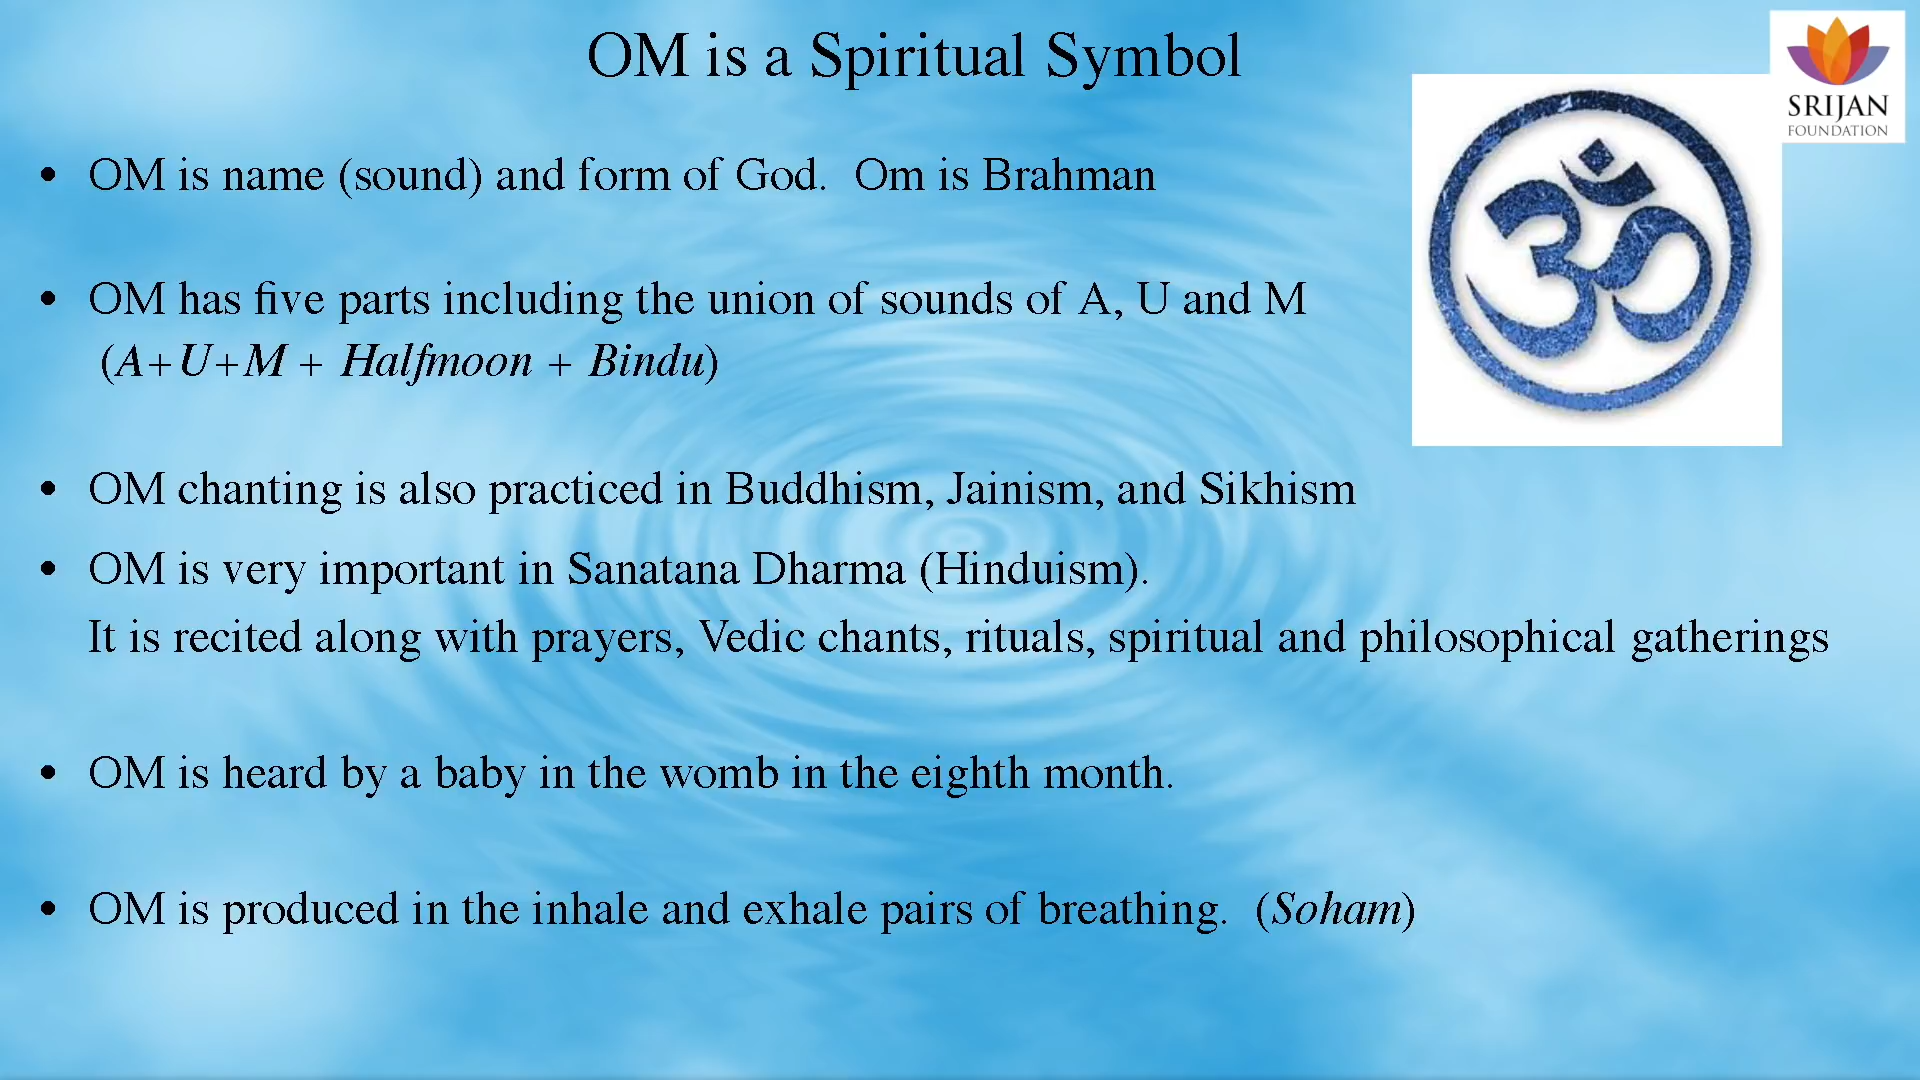 OM is a Spiritual Symbol
SRIJAN
FOUNDATION
ॐ
• OM is name (sound) and form of God.  Om is Brahman
• OM has five parts including the union of sounds of A, U and M
(A+U+M + Halfmoon + Bindu)
• OM chanting is also practiced in Buddhism, Jainism, and Sikhism
• OM is very important in Sanatana Dharma (Hinduism).
It is recited along with prayers, Vedic chants, rituals, spiritual and philosophical gatherings
• OM is heard by a baby in the womb in the eighth month.
• OM is produced in the inhale and exhale pairs of breathing.  (Soham)